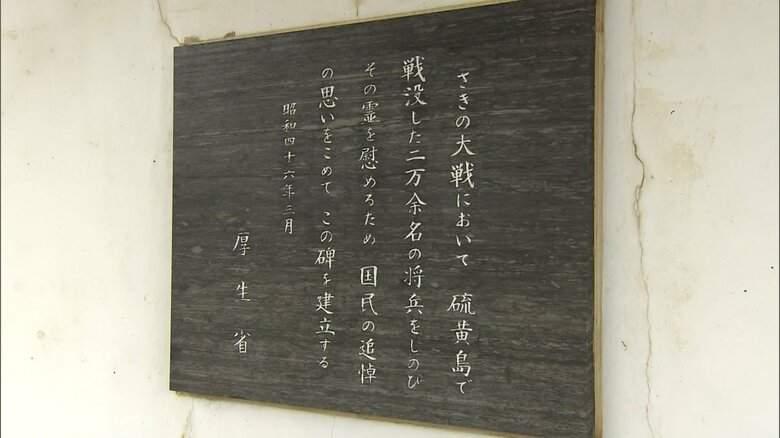 さきの大戦において 硫黄島で
戦没した二万余名の将兵をしのび
その霊を慰めるため 国民の追悼
の思いをこめて この碑を建立する
昭和四十六年三月
厚生省